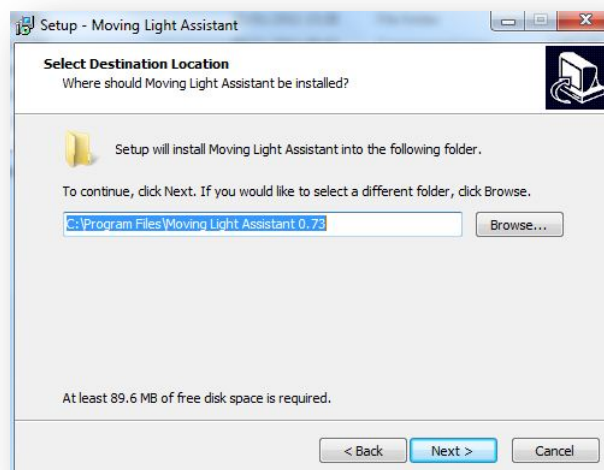 Setup - Moving Light Assistant
Select Destination Location
Where should Moving Light Assistant be installed?
Setup will install Moving Light Assistant into the following folder.
To continue, click Next. If you would like to select a different folder, click Browse.
C:\Program Files\Moving Light Assistant 0.73
Browse...
At least 89.6 MB of free disk space is required.
< Back
Next >
Cancel